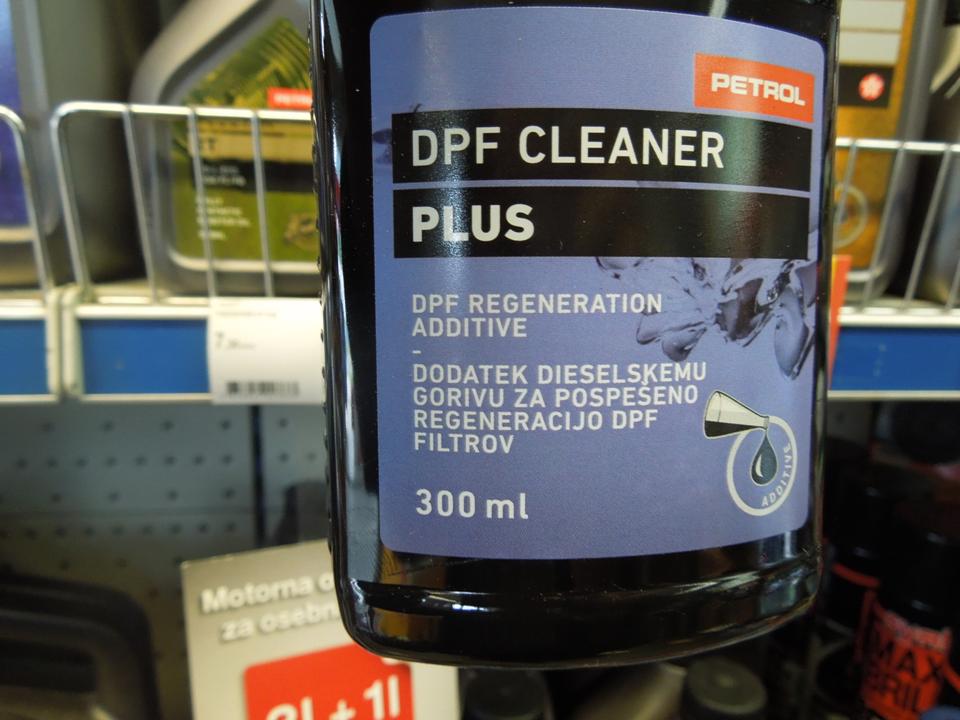 PETROL
DPF CLEANER
PLUS
DPF REGENERATION
ADDITIVE
-
DODATEK DIESELSKEMU
GORIVU ZA POSPEŠENO
REGENERACIJO DPF
FILTROV
300 ml
ADDITIVE
Motorna
za osebn
MAX